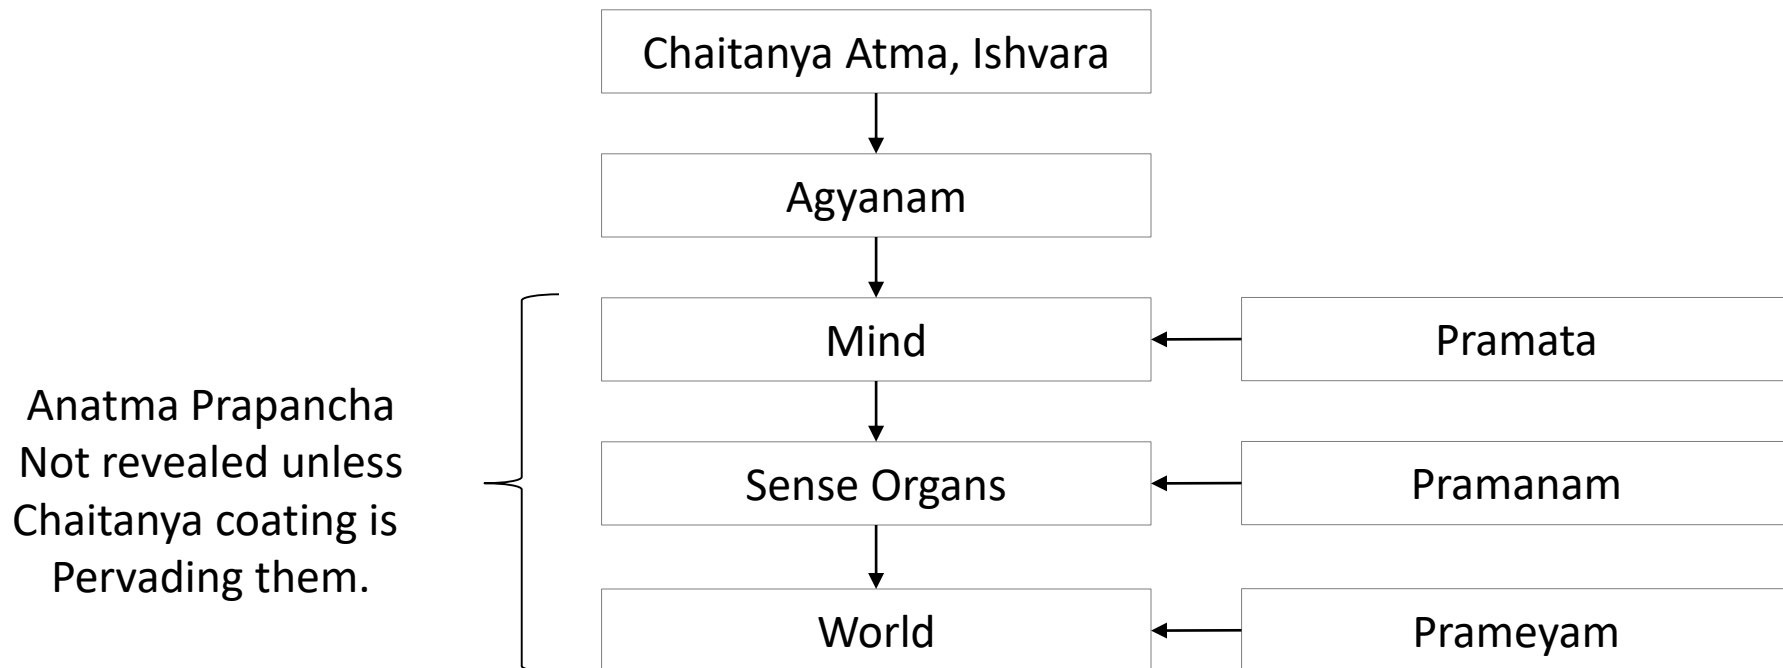 Chaitanya Atma, Ishvara
Agyanam
Mind
Pramata
Anatma Prapancha
Not revealed unless
Chaitanya coating is
Pervading them.
Sense Organs
Pramanam
World
Prameyam